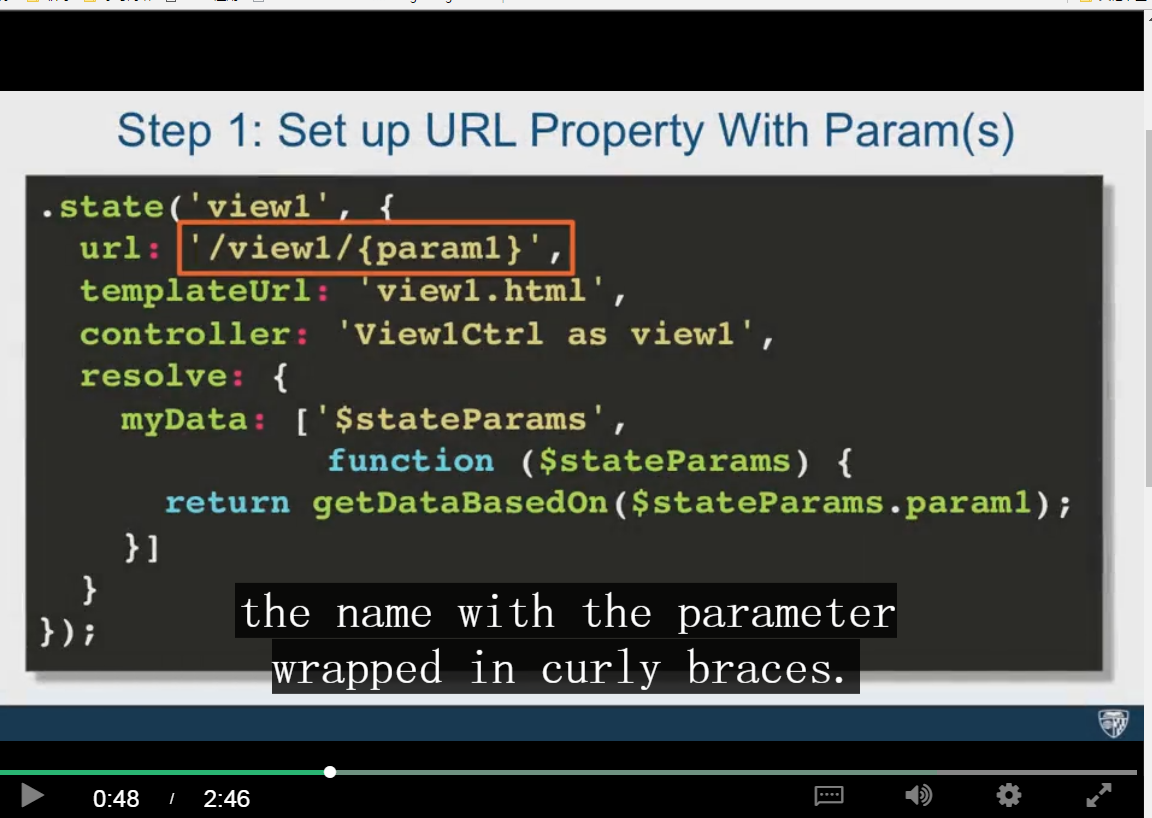 Step 1: Set up URL Property With Param(s)
.state('view1', {
url: '/view1/{param1}',
templateUrl: 'view1.html',
controller: 'View1Ctrl as view1',
resolve: {
myData: ['$stateParams',
function ($stateParams) {
return getDataBasedOn($stateParams.param1);
}]
}
});
the name with the parameter
wrapped in curly braces.
0:48 / 2:46